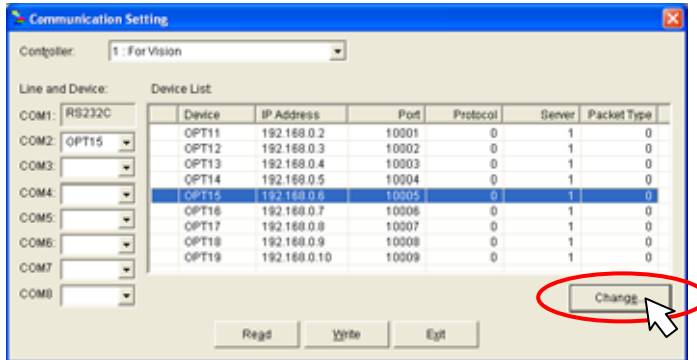 Communication Setting
Controller: 1 : For Vision
Line and Device: Device List:
COM1: RS232C
COM2: OPT15
COM3:
COM4:
COM5:
COM6:
COM7
COM8
Device IP Address Port Protocol Server Packet Type
OPT11 192.168.0.2 10001 0 1 0
OPT12 192.168.0.3 10002 0 1 0
OPT13 192.168.0.4 10003 0 1 0
OPT14 192.168.0.5 10004 0 1 0
OPT15 192.168.0.6 10005 0 1 0
OPT16 192.168.0.7 10006 0 1 0
OPT17 192.168.0.8 10007 0 1 0
OPT18 192.168.0.9 10008 0 1 0
OPT19 192.168.0.10 10009 0 1 0
Change...
Read Write Exit